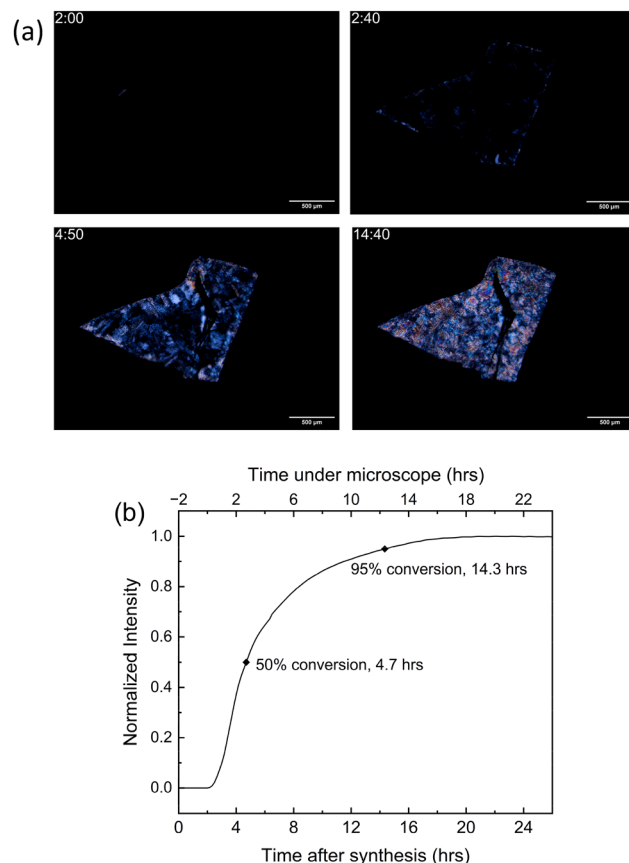 (a)
2:00
2:40
500 µm
500 µm
4:50
14:40
500 µm
500 µm
Time under microscope (hrs)
−2 2 6 10 14 18 22
(b)
1.0
0.8
0.6
0.4
0.2
0.0
Normalized Intensity
95% conversion, 14.3 hrs
50% conversion, 4.7 hrs
0 4 8 12 16 20 24
Time after synthesis (hrs)